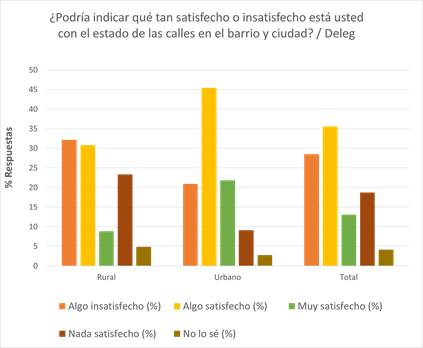 ¿Podría indicar qué tan satisfecho o insatisfecho está usted
con el estado de las calles en el barrio y ciudad? / Deleg
% Respuestas
50
45
40
35
30
25
20
15
10
5
0
Rural Urbano Total
Algo insatisfecho (%) Algo satisfecho (%) Muy satisfecho (%)
Nada satisfecho (%) No lo sé (%)